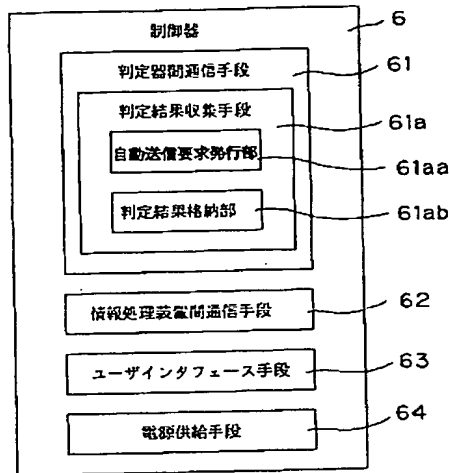 制御器
6
判定器間通信手段
61
判定結果収集手段
61a
自動送信要求発行部
61aa
判定結果格納部
61ab
情報処理装置間通信手段
62
ユーザインタフェース手段
63
電源供給手段
64